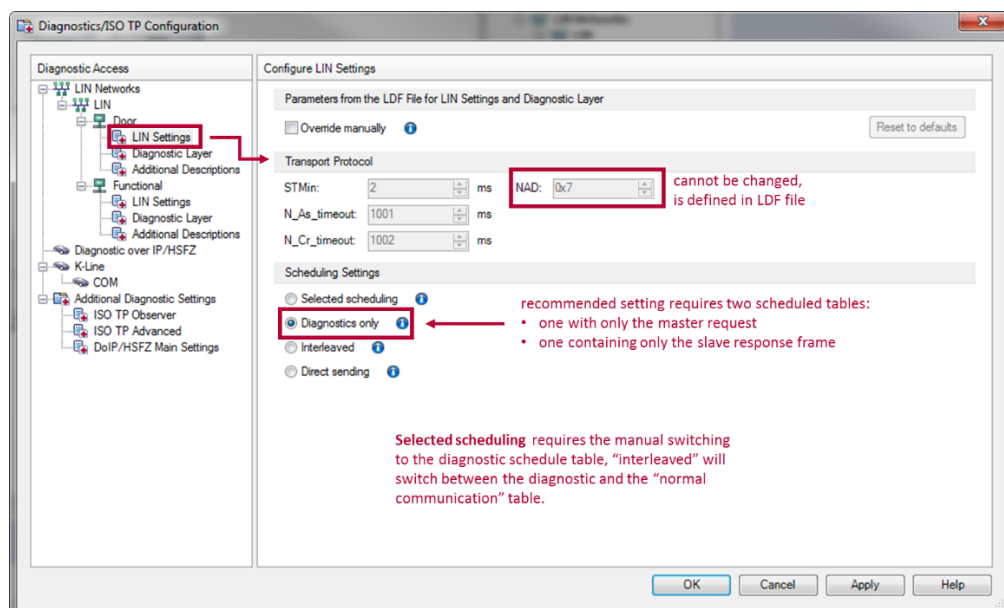 Diagnostics/ISO TP Configuration
Diagnostic Access
LIN Networks
LIN
Door
LIN Settings
Diagnostic Layer
Additional Descriptions
Functional
LIN Settings
Diagnostic Layer
Additional Descriptions
Diagnostic over IP/HSFZ
K-Line
COM
Additional Diagnostic Settings
ISO TP Observer
ISO TP Advanced
DoIP/HSFZ Main Settings
Configure LIN Settings
Parameters from the LDF File for LIN Settings and Diagnostic Layer
Override manually
Reset to defaults
Transport Protocol
STMin: 2 ms NAD: 0x7
cannot be changed,
is defined in LDF file
N_As_timeout: 1001 ms
N_Cr_timeout: 1002 ms
Scheduling Settings
Selected scheduling
Diagnostics only
Interleaved
Direct sending
recommended setting requires two scheduled tables:
• one with only the master request
• one containing only the slave response frame
Selected scheduling requires the manual switching
to the diagnostic schedule table, “interleaved” will
switch between the diagnostic and the “normal
communication” table.
OK Cancel Apply Help